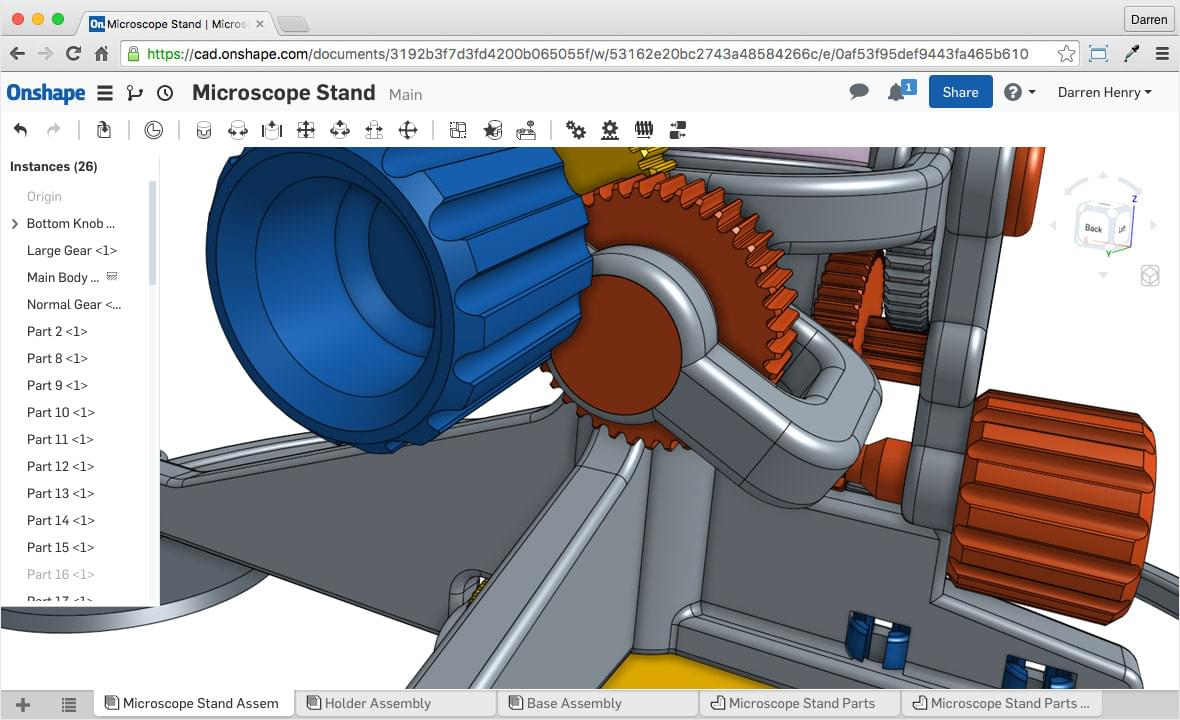 Darren
On Microscope Stand | Micros
https://cad.onshape.com/documents/3192b3f7d3fd4200b065055f/w/53162e20bc2743a48584266c/e/0af53f95def9443fa465b610
Onshape Microscope Stand Main 1 Share ? Darren Henry
Instances (26)
Origin
Bottom Knob ...
Large Gear <1>
Main Body ...
Normal Gear <...
Part 2 <1>
Part 8 <1>
Part 9 <1>
Part 10 <1>
Part 11 <1>
Part 12 <1>
Part 13 <1>
Part 14 <1>
Part 15 <1>
Part 16 <1>
Part 17 <1>
Z
Back Left
X
Y
Microscope Stand Assem Holder Assembly Base Assembly Microscope Stand Parts Microscope Stand Parts ...